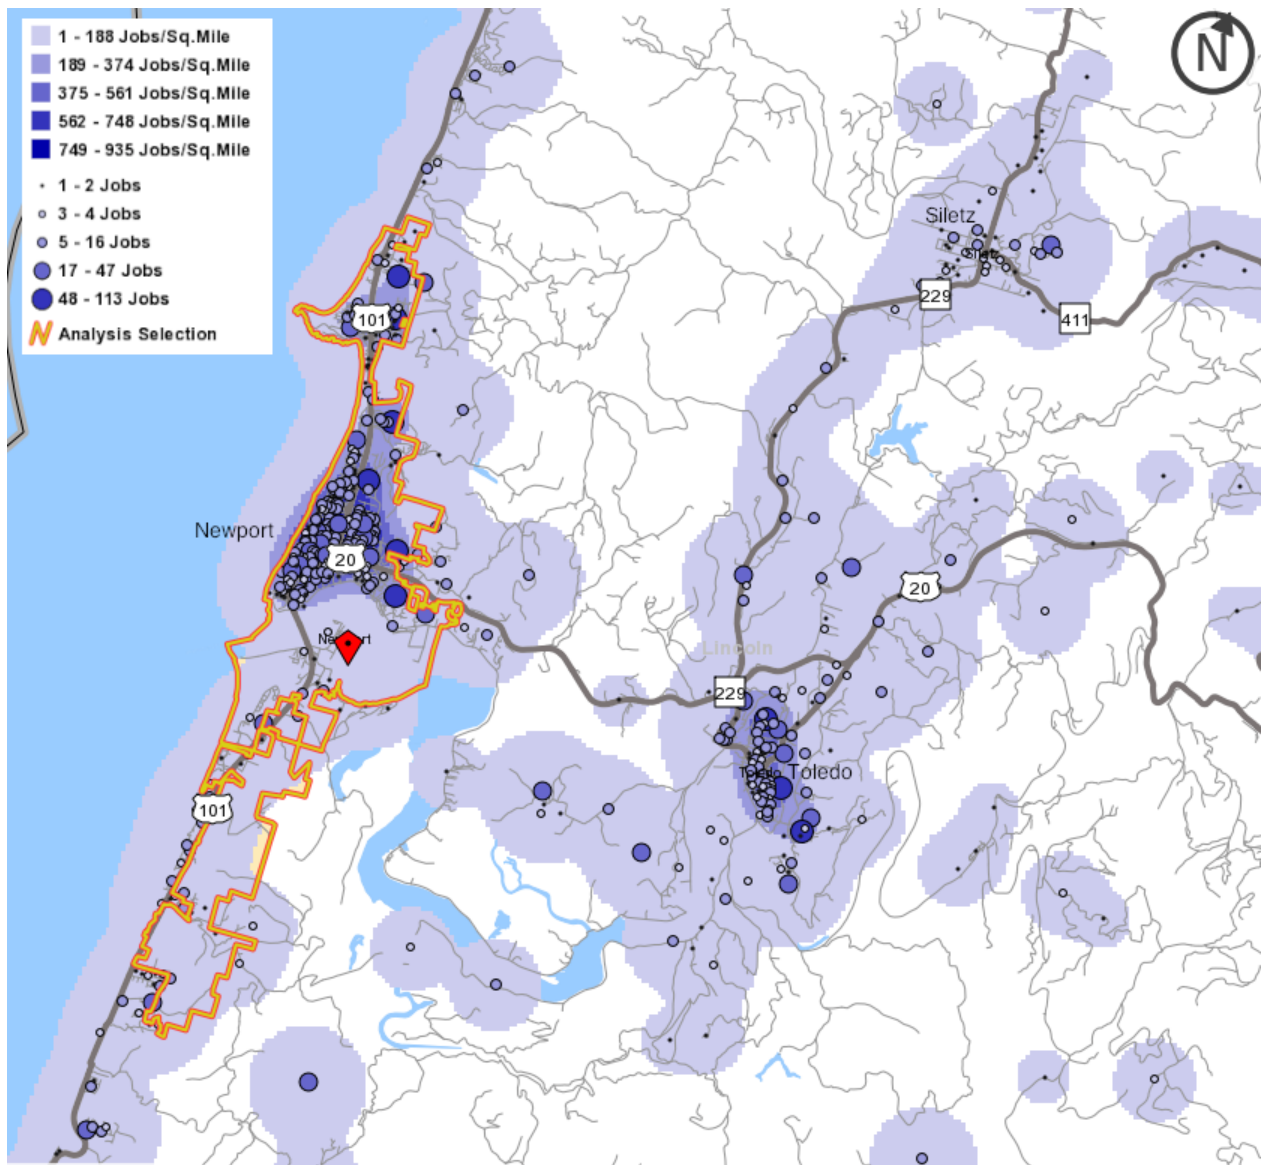 1 - 188 Jobs/Sq.Mile
189 - 374 Jobs/Sq.Mile
375 - 561 Jobs/Sq.Mile
562 - 748 Jobs/Sq.Mile
749 - 935 Jobs/Sq.Mile
1 - 2 Jobs
3 - 4 Jobs
5 - 16 Jobs
17 - 47 Jobs
48 - 113 Jobs
Analysis Selection
N
Siletz
229
411
101
Newport
20
20
Lincoln
229
Toledo
101